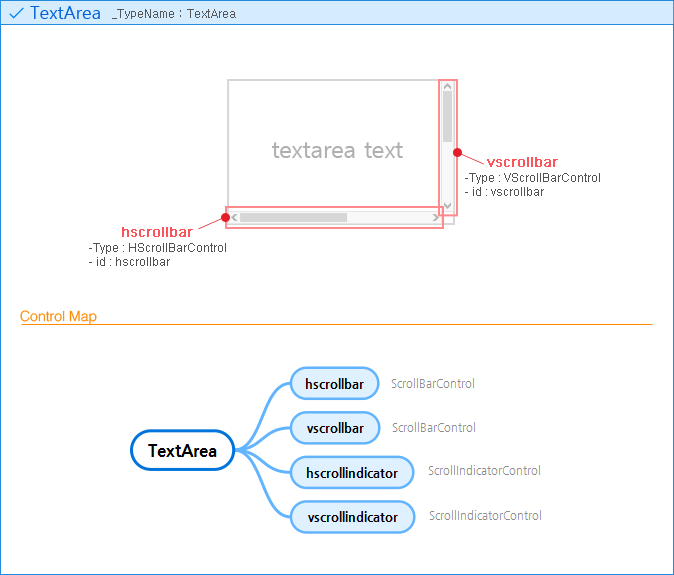 TextArea _TypeName : TextArea
textarea text
vscrollbar
-Type : VScrollBarControl
- id : vscrollbar
hscrollbar
-Type : HScrollBarControl
- id : hscrollbar
Control Map
hscrollbar ScrollBarControl
vscrollbar ScrollBarControl
TextArea
hscrollindicator ScrollIndicatorControl
vscrollindicator ScrollIndicatorControl